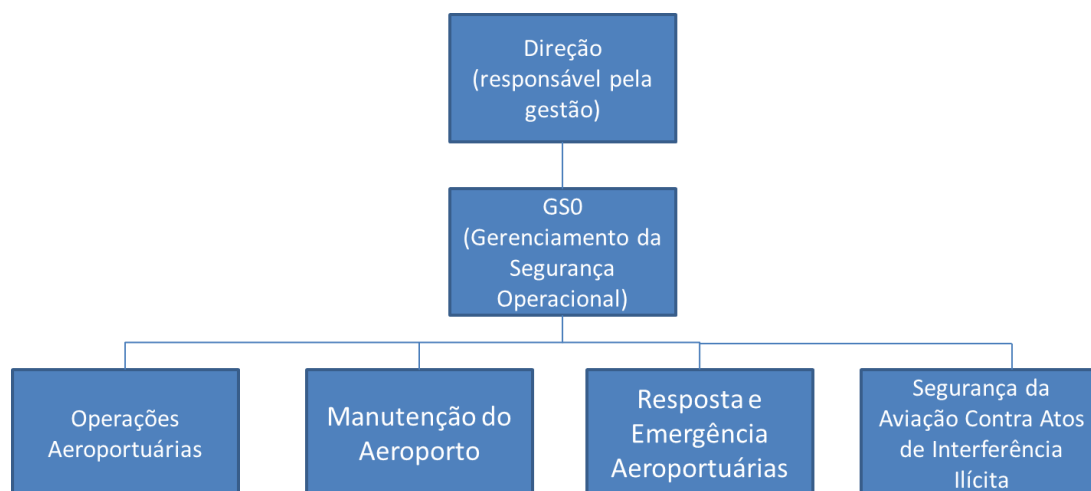 Direção
(responsável pela
gestão)
GS0
(Gerenciamento da
Segurança
Operacional)
Operações
Aeroportuárias
Manutenção do
Aeroporto
Resposta e
Emergência
Aeroportuárias
Segurança da
Aviação Contra Atos
de Interferência
Ilícita